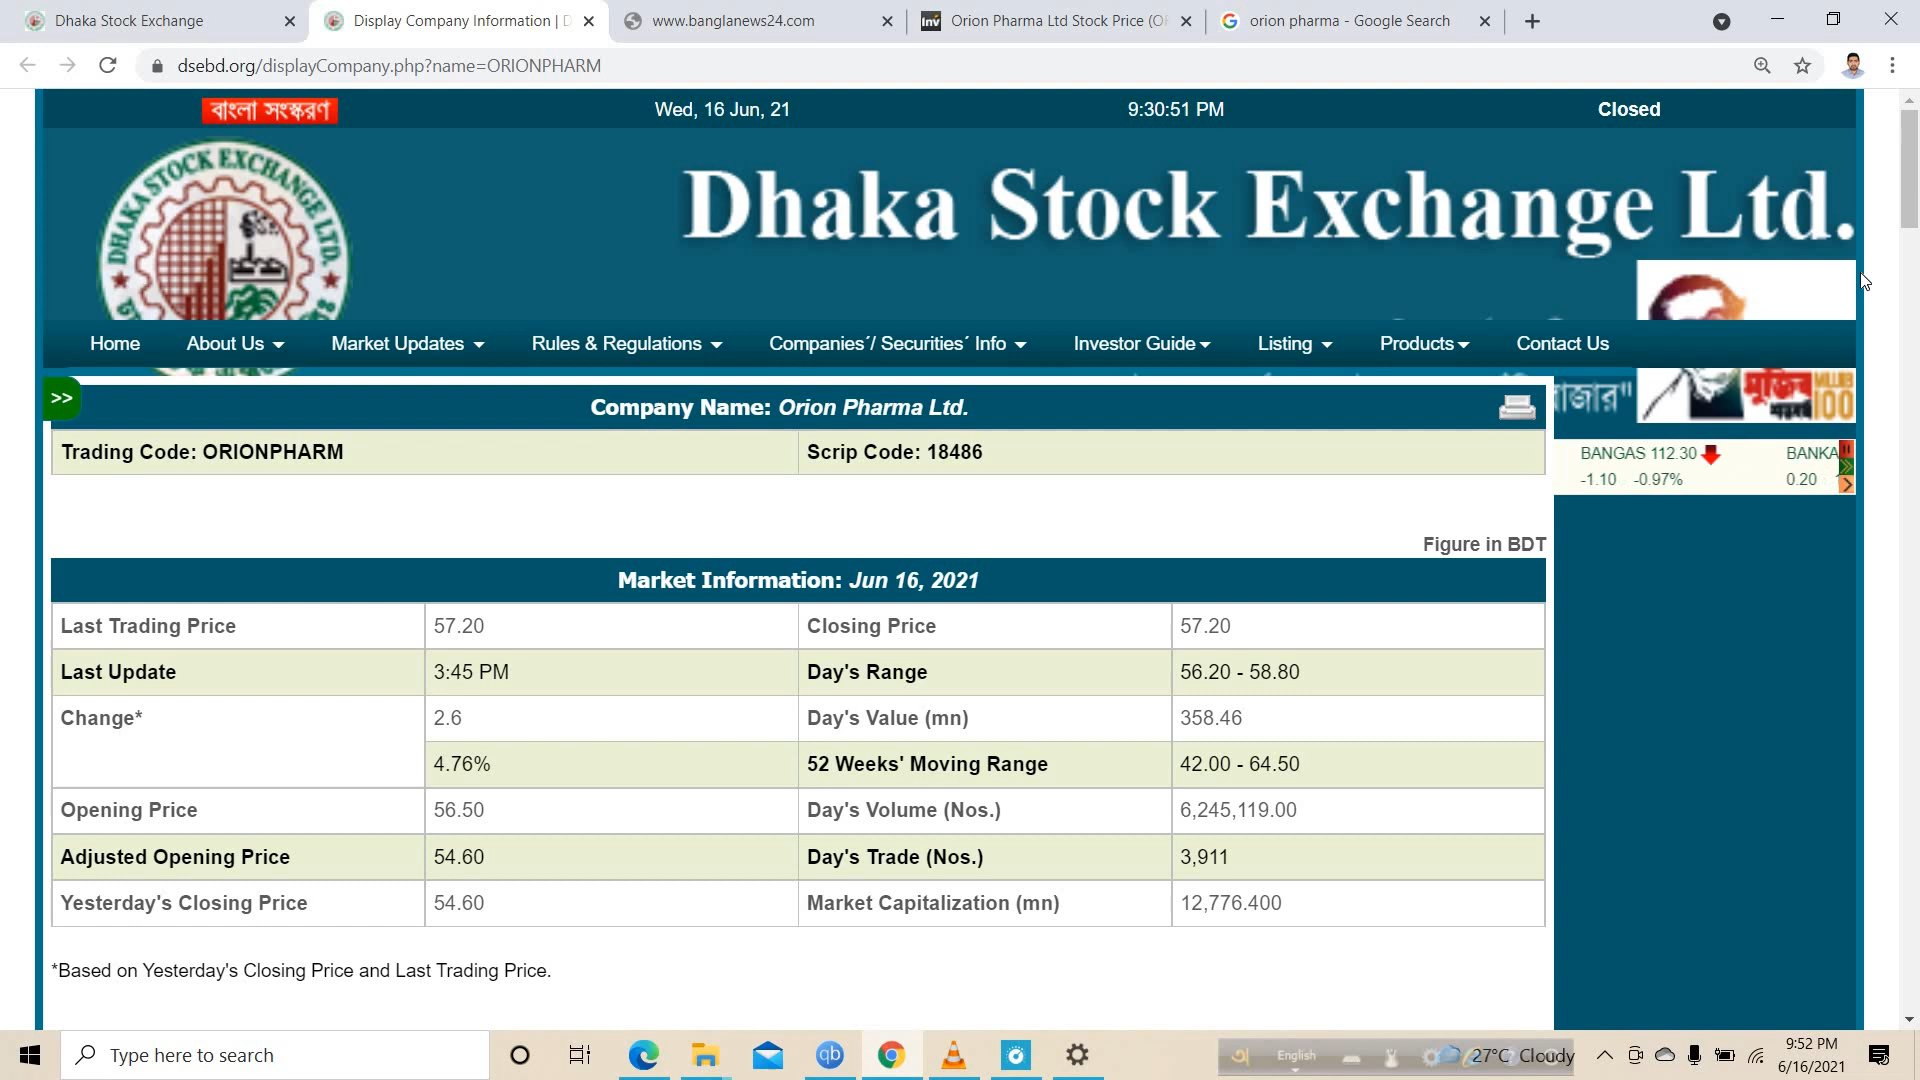 Dhaka Stock Exchange
Display Company Information | D
www.banglanews24.com
Orion Pharma Ltd Stock Price (OR
orion pharma - Google Search
dsebd.org/displayCompany.php?name=ORIONPHARM
বাংলা সংস্করণ
Wed, 16 Jun, 21
9:30:51 PM
Closed
DHAKA STOCK EXCHANGE LTD.
Dhaka Stock Exchange Ltd.
Home
About Us
Market Updates
Rules & Regulations
Companies´/ Securities´ Info
Investor Guide
Listing
Products
Contact Us
>>
Company Name: Orion Pharma Ltd.
াজার"
মুজিব
100
Trading Code: ORIONPHARM
Scrip Code: 18486
BANGAS 112.30
BANKA
-1.10 -0.97%
0.20
Figure in BDT
Market Information: Jun 16, 2021
Last Trading Price 57.20 Closing Price 57.20
Last Update 3:45 PM Day's Range 56.20 - 58.80
Change* 2.6 Day's Value (mn) 358.46
4.76% 52 Weeks' Moving Range 42.00 - 64.50
Opening Price 56.50 Day's Volume (Nos.) 6,245,119.00
Adjusted Opening Price 54.60 Day's Trade (Nos.) 3,911
Yesterday's Closing Price 54.60 Market Capitalization (mn) 12,776.400
*Based on Yesterday's Closing Price and Last Trading Price.
Type here to search
qb
English
27°C Cloudy
9:52 PM
6/16/2021